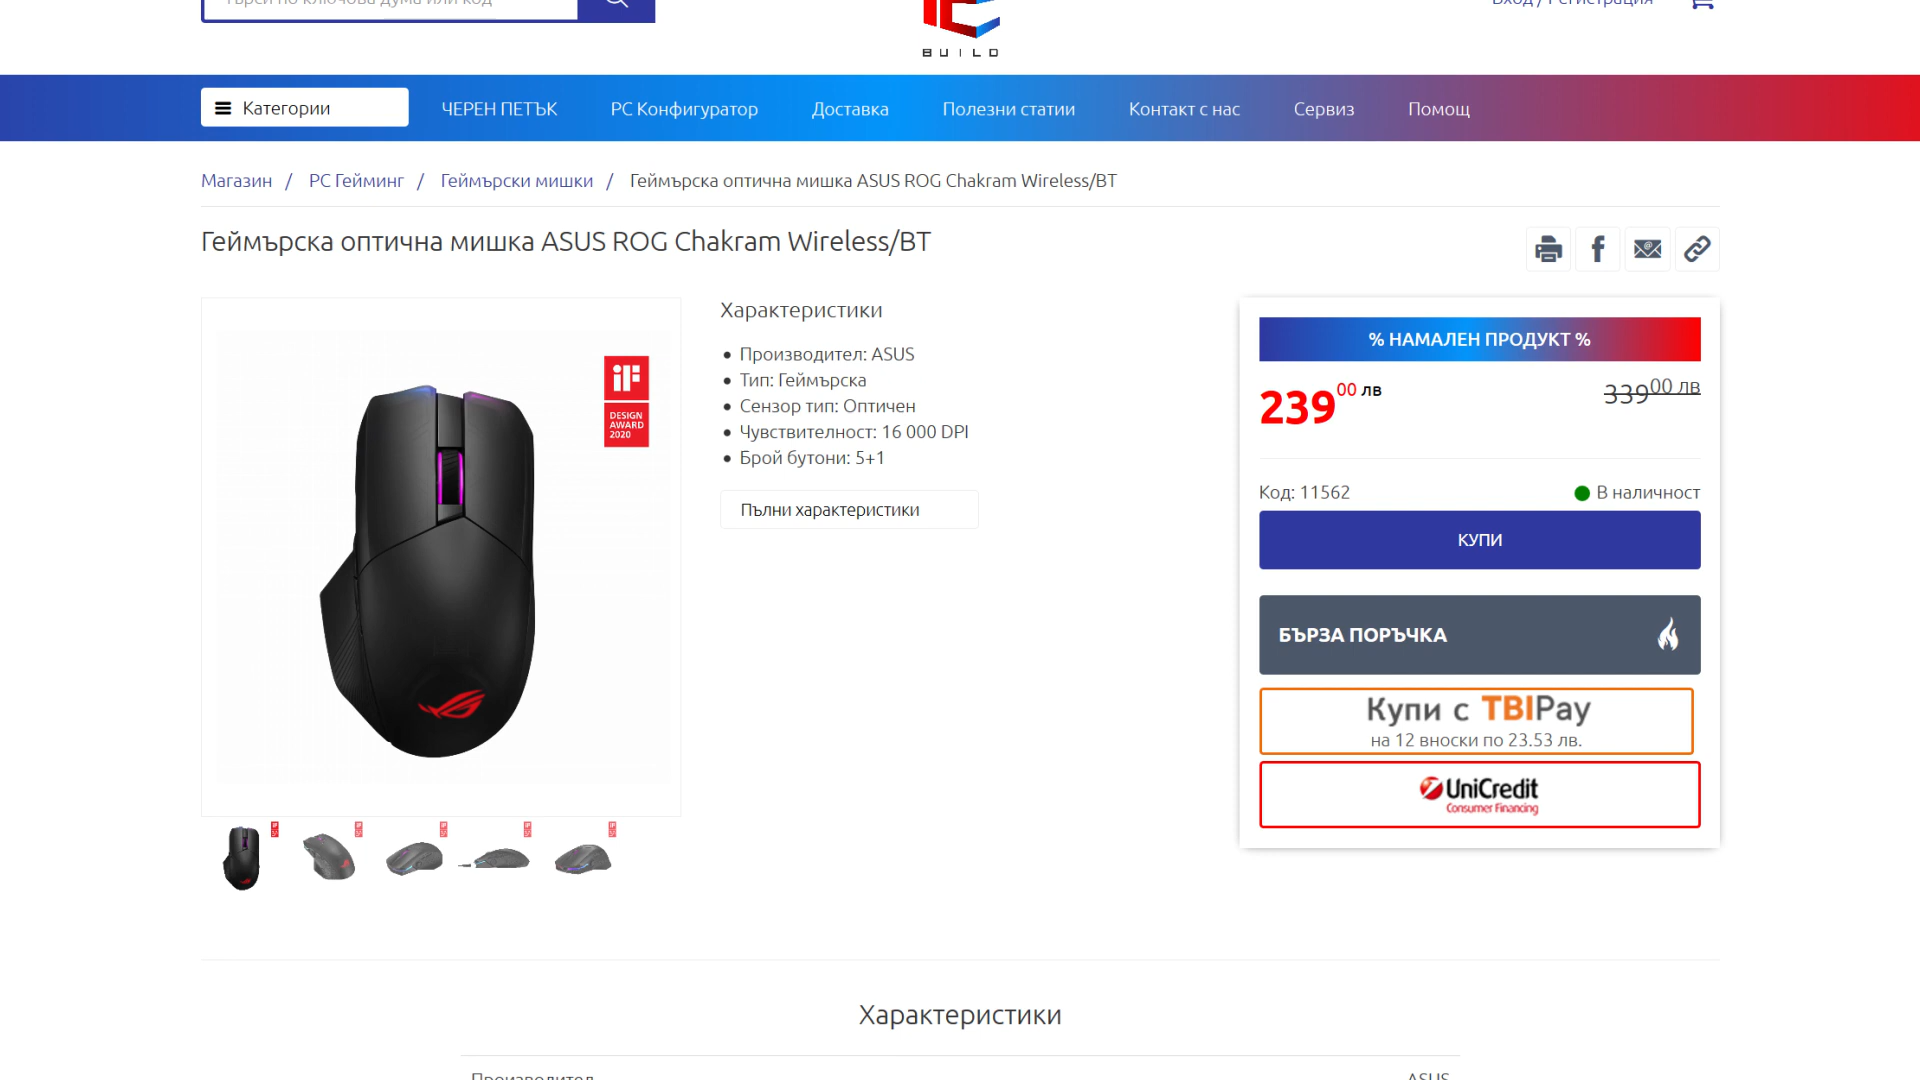 BUILD
Категории
ЧЕРЕН ПЕТЪК
PC Конфигуратор
Доставка
Полезни статии
Контакт с нас
Сервиз
Помощ
Магазин / PC Гейминг / Геймърски мишки / Геймърска оптична мишка ASUS ROG Chakram Wireless/BT
Геймърска оптична мишка ASUS ROG Chakram Wireless/BT
iF
DESIGN
AWARD
2020
Характеристики
Производител: ASUS
Тип: Геймърска
Сензор тип: Оптичен
Чувствителност: 16 000 DPI
Брой бутони: 5+1
Пълни характеристики
% НАМАЛЕН ПРОДУКТ %
239 00 лв
339 00 лв
Код: 11562
В наличност
КУПИ
БЪРЗА ПОРЪЧКА
Купи с TBIPay
на 12 вноски по 23.53 лв.
UniCredit
Consumer Financing
Характеристики
Производител
ASUS